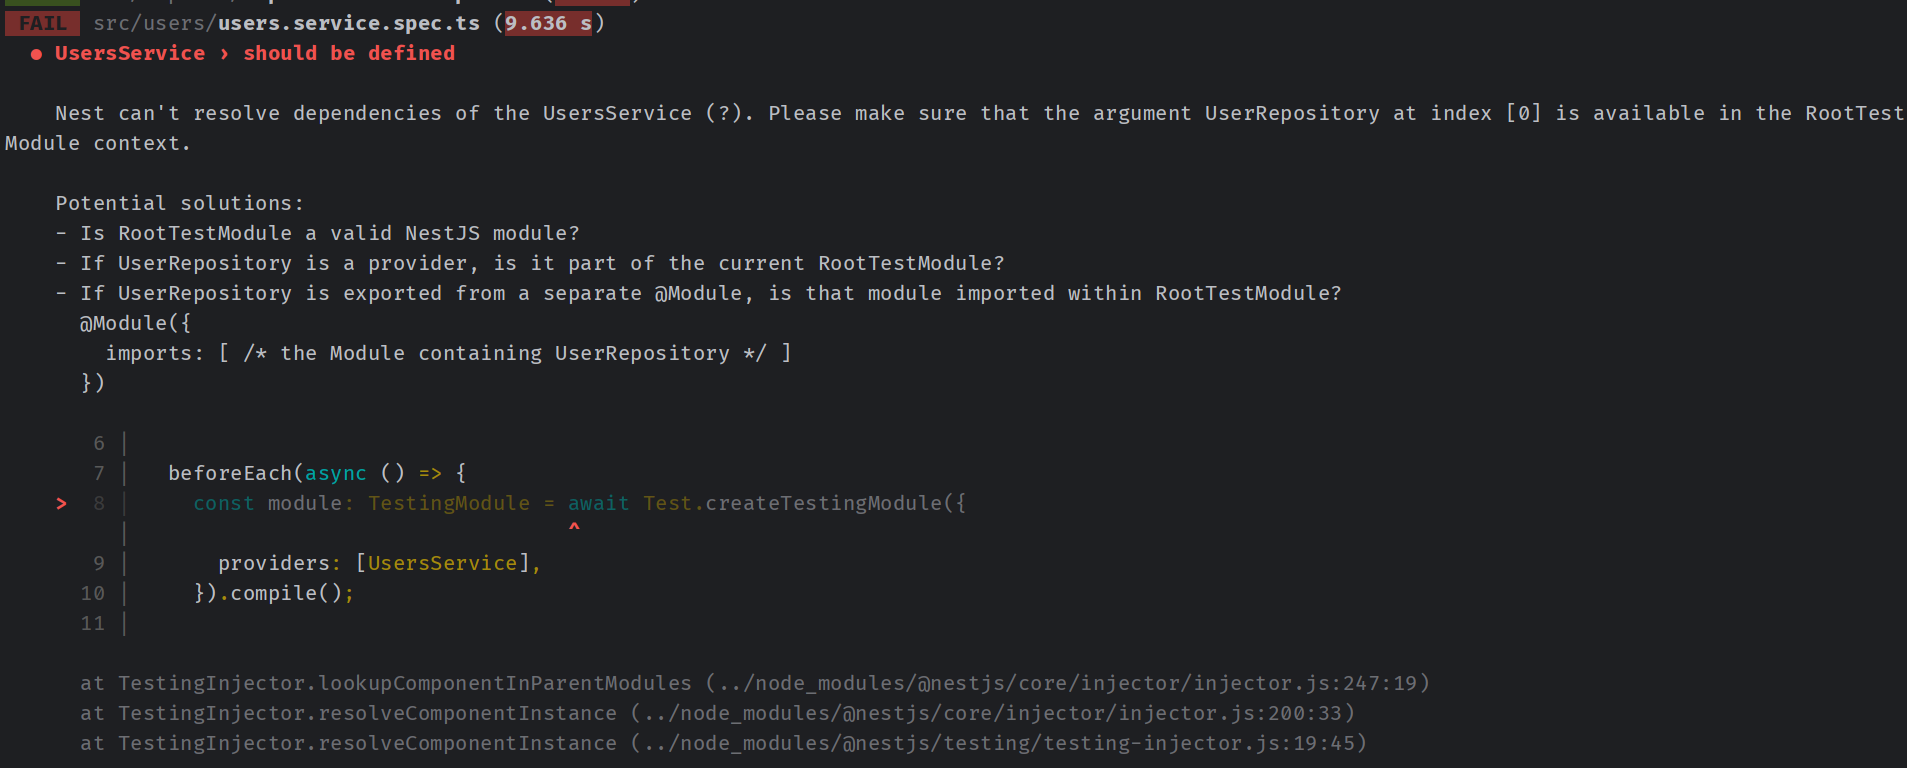 FAIL src/users/users.service.spec.ts (9.636 s)
● UsersService › should be defined
Nest can't resolve dependencies of the UsersService (?). Please make sure that the argument UserRepository at index [0] is available in the RootTest
Module context.
Potential solutions:
- Is RootTestModule a valid NestJS module?
- If UserRepository is a provider, is it part of the current RootTestModule?
- If UserRepository is exported from a separate @Module, is that module imported within RootTestModule?
@Module({
imports: [ /* the Module containing UserRepository */ ]
})
6 |
7 | beforeEach(async () => {
> 8 | const module: TestingModule = await Test.createTestingModule({
| ^
9 | providers: [UsersService],
10 | }).compile();
11 |
at TestingInjector.lookupComponentInParentModules (../node_modules/@nestjs/core/injector/injector.js:247:19)
at TestingInjector.resolveComponentInstance (../node_modules/@nestjs/core/injector/injector.js:200:33)
at TestingInjector.resolveComponentInstance (../node_modules/@nestjs/testing/testing-injector.js:19:45)